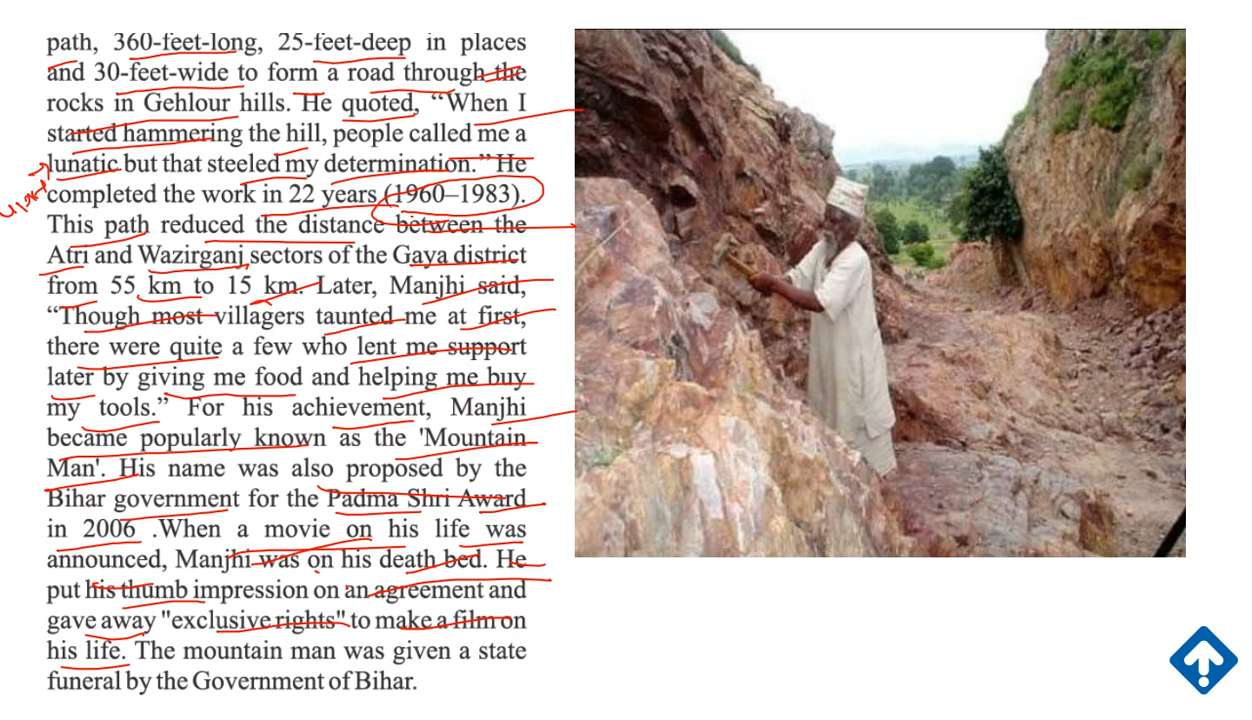 path, 360-feet-long, 25-feet-deep in places
and 30-feet-wide to form a road through the
rocks in Gehlour hills. He quoted, “When I
started hammering the hill, people called me a
lunatic but that steeled my determination.” He
completed the work in 22 years (1960–1983).
This path reduced the distance between the
Atri and Wazirganj sectors of the Gaya district
from 55 km to 15 km. Later, Manjhi said,
“Though most villagers taunted me at first,
there were quite a few who lent me support
later by giving me food and helping me buy
my tools.” For his achievement, Manjhi
became popularly known as the 'Mountain
Man'. His name was also proposed by the
Bihar government for the Padma Shri Award
in 2006 .When a movie on his life was
announced, Manjhi was on his death bed. He
put his thumb impression on an agreement and
gave away "exclusive rights" to make a film on
his life. The mountain man was given a state
funeral by the Government of Bihar.